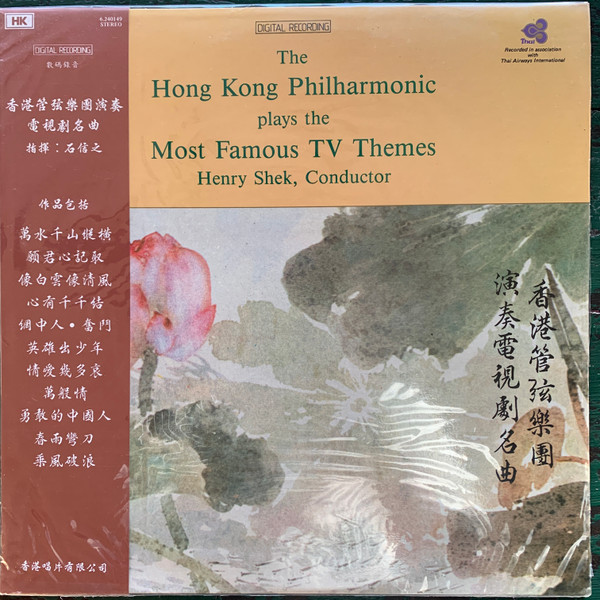 HK
6.240149
STEREO
DIGITAL RECORDING
數碼錄音
香港管弦樂團演奏
電視劇名曲
指揮：石信之
作品包括
萬水千山縱橫
願君心記取
像白雲像清風
心有千千結
網中人•奮鬥
英雄出少年
情愛幾多哀
萬般情
勇敢的中國人
春雨彎刀
乘風破浪
香港唱片有限公司
DIGITAL RECORDING
The
Hong Kong Philharmonic
plays the
Most Famous TV Themes
Henry Shek, Conductor
Thai
Recorded in association
with
Thai Airways International
香港管弦樂團
演奏電視劇名曲